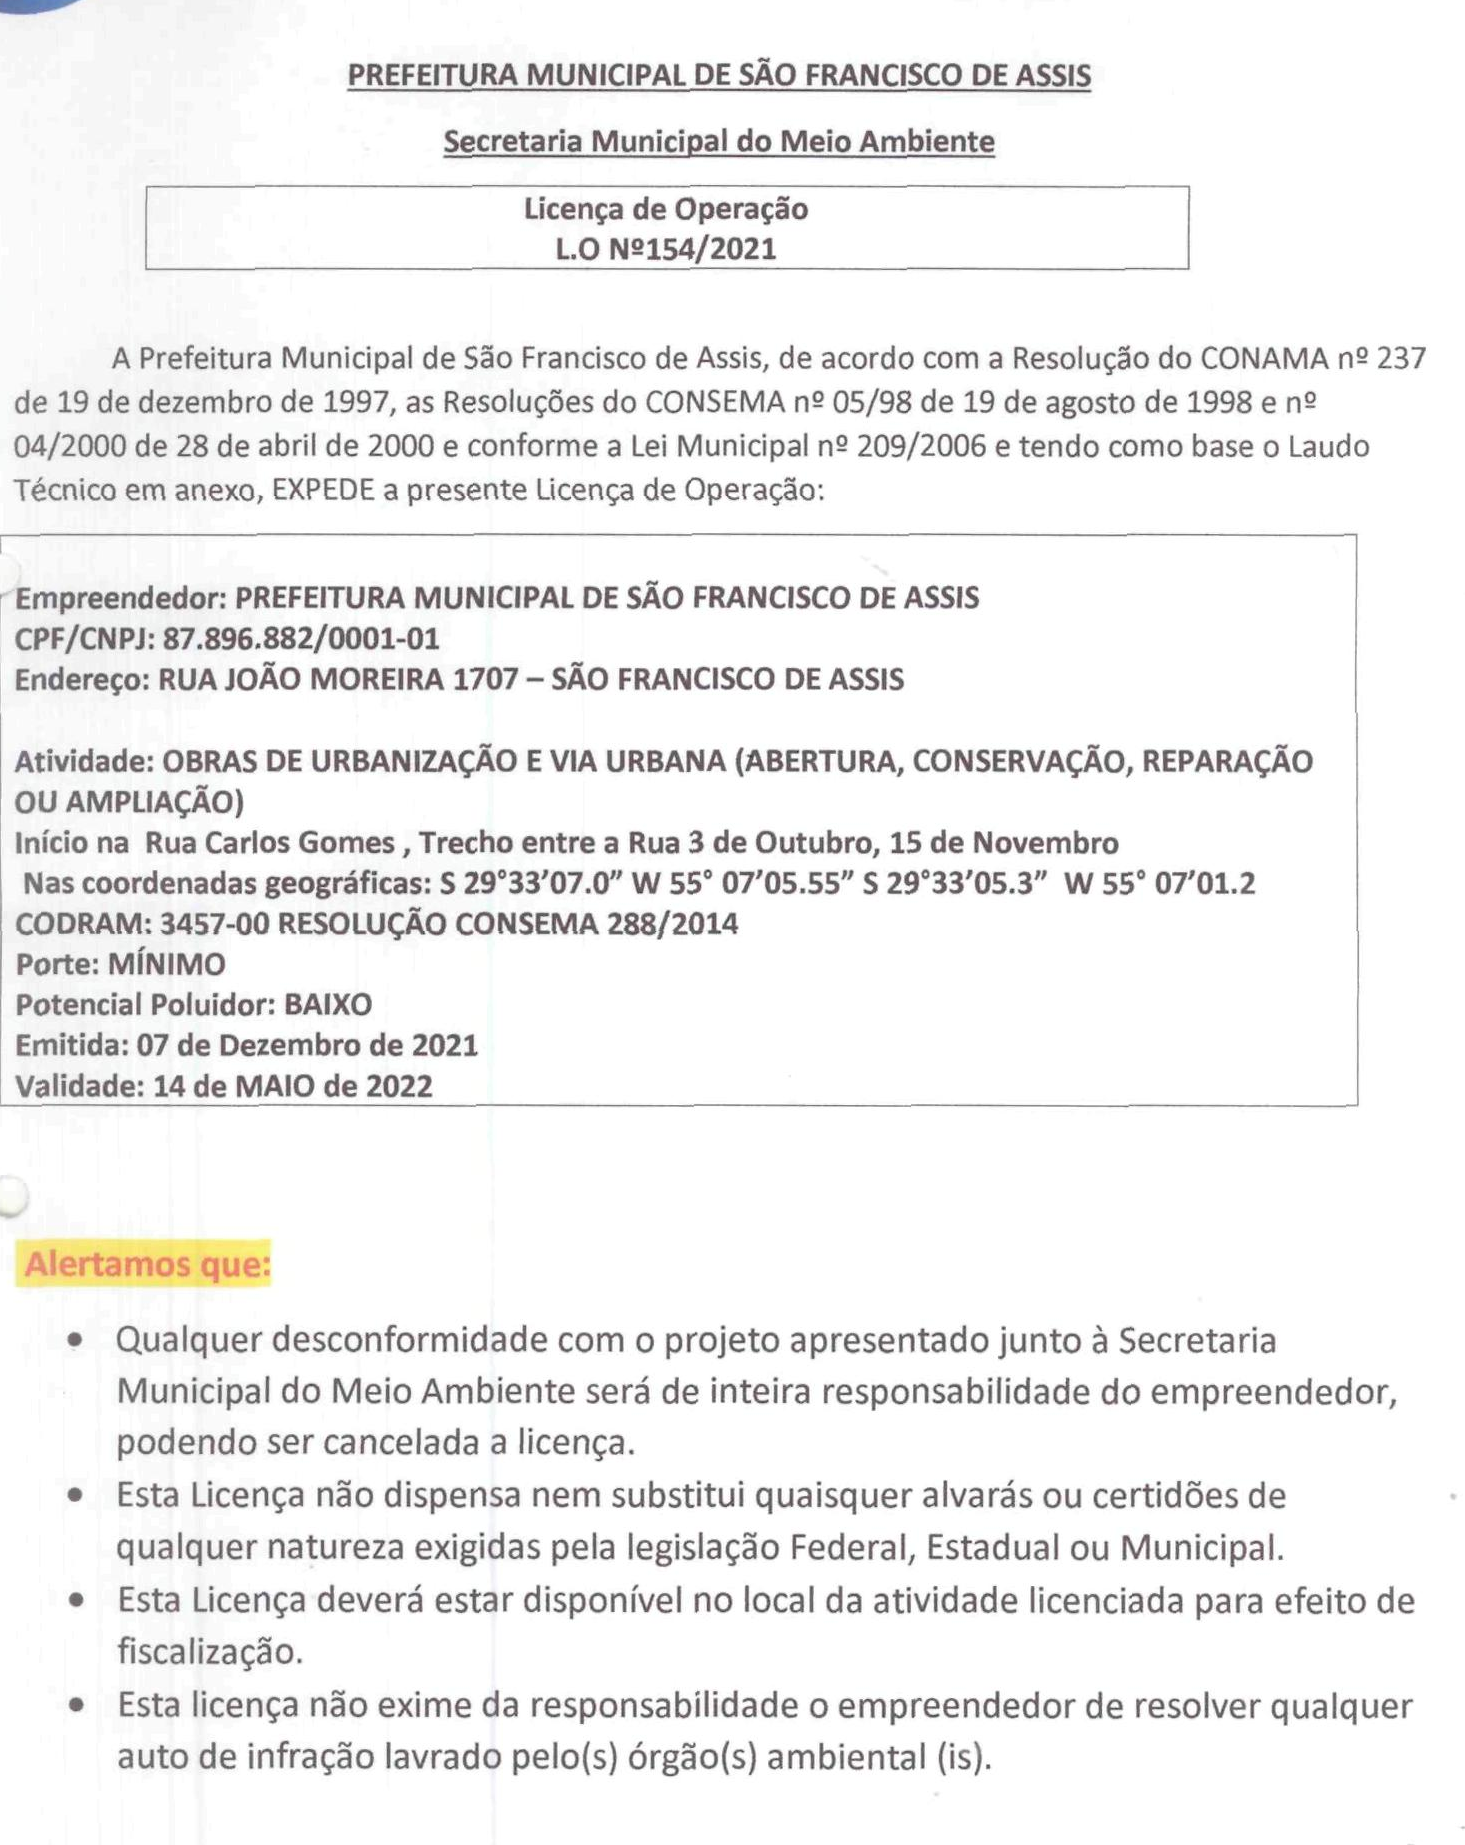 PREFEITURA MUNICIPAL DE SÃO FRANCISCO DE ASSIS
Secretaria Municipal do Meio Ambiente
Licença de Operação
L.O Nº154/2021
A Prefeitura Municipal de São Francisco de Assis, de acordo com a Resolução do CONAMA nº 237
de 19 de dezembro de 1997, as Resoluções do CONSEMA nº 05/98 de 19 de agosto de 1998 e nº
04/2000 de 28 de abril de 2000 e conforme a Lei Municipal nº 209/2006 e tendo como base o Laudo
Técnico em anexo, EXPEDE a presente Licença de Operação:
Empreendedor: PREFEITURA MUNICIPAL DE SÃO FRANCISCO DE ASSIS
CPF/CNPJ: 87.896.882/0001-01
Endereço: RUA JOÃO MOREIRA 1707 – SÃO FRANCISCO DE ASSIS
Atividade: OBRAS DE URBANIZAÇÃO E VIA URBANA (ABERTURA, CONSERVAÇÃO, REPARAÇÃO
OU AMPLIAÇÃO)
Início na Rua Carlos Gomes , Trecho entre a Rua 3 de Outubro, 15 de Novembro
Nas coordenadas geográficas: S 29°33’07.0” W 55° 07’05.55” S 29°33’05.3” W 55° 07’01.2
CODRAM: 3457-00 RESOLUÇÃO CONSEMA 288/2014
Porte: MÍNIMO
Potencial Poluidor: BAIXO
Emitida: 07 de Dezembro de 2021
Validade: 14 de MAIO de 2022
Alertamos que:
• Qualquer desconformidade com o projeto apresentado junto à Secretaria
Municipal do Meio Ambiente será de inteira responsabilidade do empreendedor,
podendo ser cancelada a licença.
• Esta Licença não dispensa nem substitui quaisquer alvarás ou certidões de
qualquer natureza exigidas pela legislação Federal, Estadual ou Municipal.
• Esta Licença deverá estar disponível no local da atividade licenciada para efeito de
fiscalização.
• Esta licença não exime da responsabilidade o empreendedor de resolver qualquer
auto de infração lavrado pelo(s) órgão(s) ambiental (is).